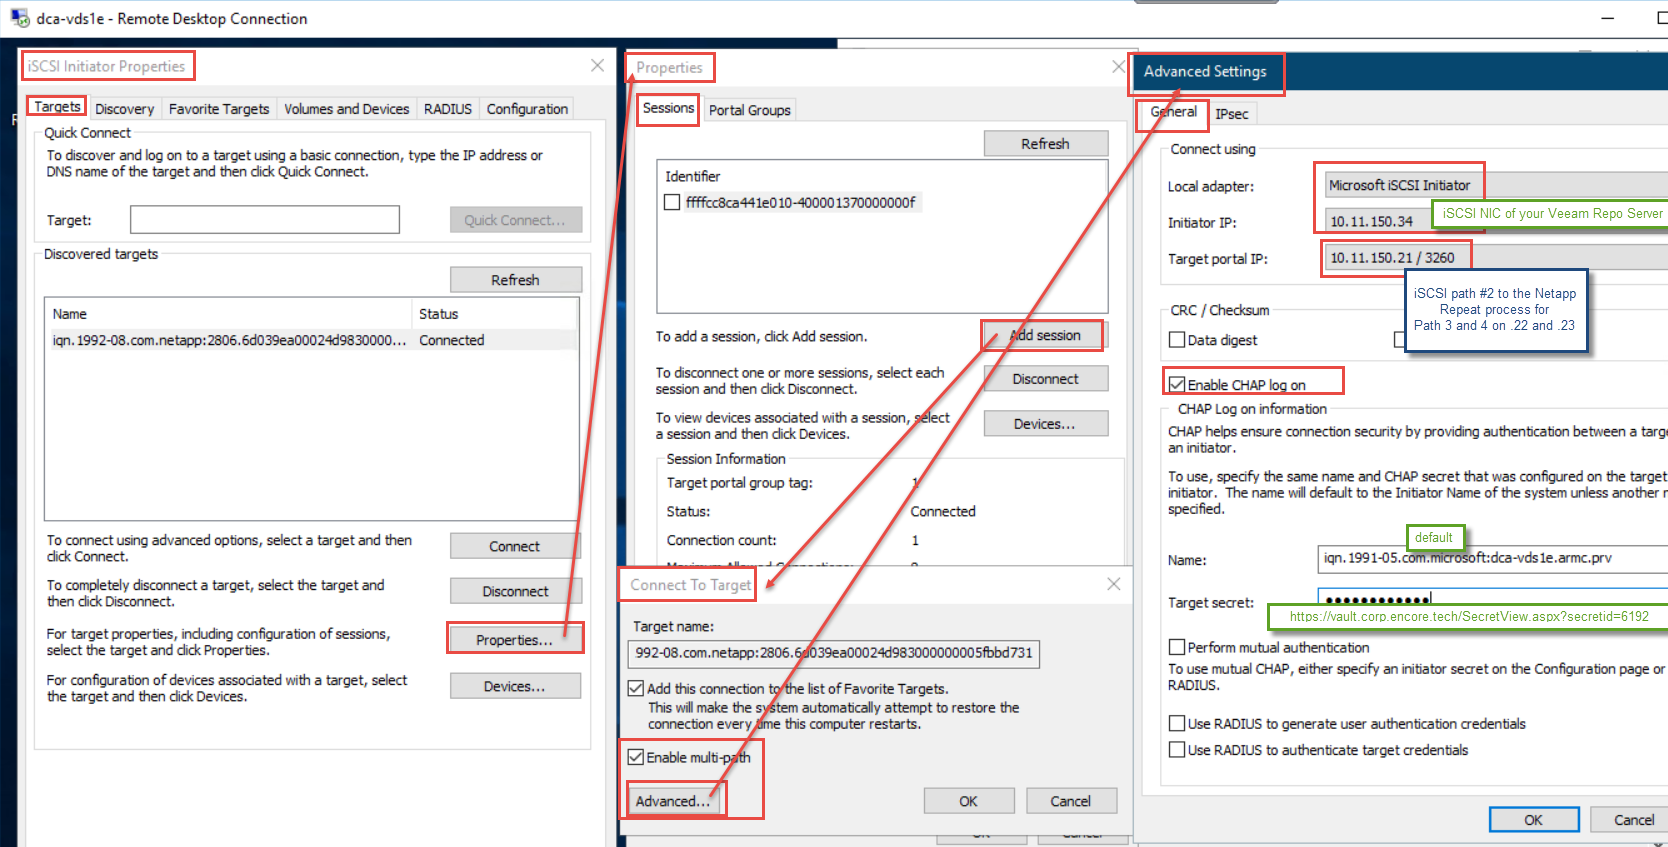 dca-vds1e - Remote Desktop Connection
iSCSI Initiator Properties
Targets
Discovery
Favorite Targets
Volumes and Devices
RADIUS
Configuration
Quick Connect
To discover and log on to a target using a basic connection, type the IP address or
DNS name of the target and then click Quick Connect.
Target:
Quick Connect...
Discovered targets
Refresh
Name
Status
iqn.1992-08.com.netapp:2806.6d039ea00024d9830000...
Connected
To connect using advanced options, select a target and then
click Connect.
Connect
To completely disconnect a target, select the target and
then click Disconnect.
Disconnect
For target properties, including configuration of sessions,
select the target and click Properties.
Properties...
For configuration of devices associated with a target, select
the target and then click Devices.
Devices...
Properties
Sessions
Portal Groups
Refresh
Identifier
ffffcc8ca441e010-400001370000000f
To add a session, click Add session.
Add session
To disconnect one or more sessions, select each
session and then click Disconnect.
Disconnect
To view devices associated with a session, select
a session and then click Devices.
Devices...
Session Information
Target portal group tag:
1
Status:
Connected
Connection count:
1
Connect To Target
Target name:
992-08.com.netapp:2806.6d039ea00024d983000000005fbbd731
Add this connection to the list of Favorite Targets.
This will make the system automatically attempt to restore the
connection every time this computer restarts.
Enable multi-path
Advanced...
OK
Cancel
Advanced Settings
General
IPsec
Connect using
Local adapter:
Microsoft iSCSI Initiator
Initiator IP:
10.11.150.34
iSCSI NIC of your Veeam Repo Server
Target portal IP:
10.11.150.21 / 3260
iSCSI path #2 to the Netapp
Repeat process for
Path 3 and 4 on .22 and .23
CRC / Checksum
Data digest
Enable CHAP log on
CHAP Log on information
CHAP helps ensure connection security by providing authentication between a targe
an initiator.
To use, specify the same name and CHAP secret that was configured on the target
initiator. The name will default to the Initiator Name of the system unless another n
specified.
default
Name:
iqn.1991-05.com.microsoft:dca-vds1e.armc.prv
Target secret:
https://vault.corp.encore.tech/SecretView.aspx?secretid=6192
Perform mutual authentication
To use mutual CHAP, either specify an initiator secret on the Configuration page or
RADIUS.
Use RADIUS to generate user authentication credentials
Use RADIUS to authenticate target credentials
OK
Cancel